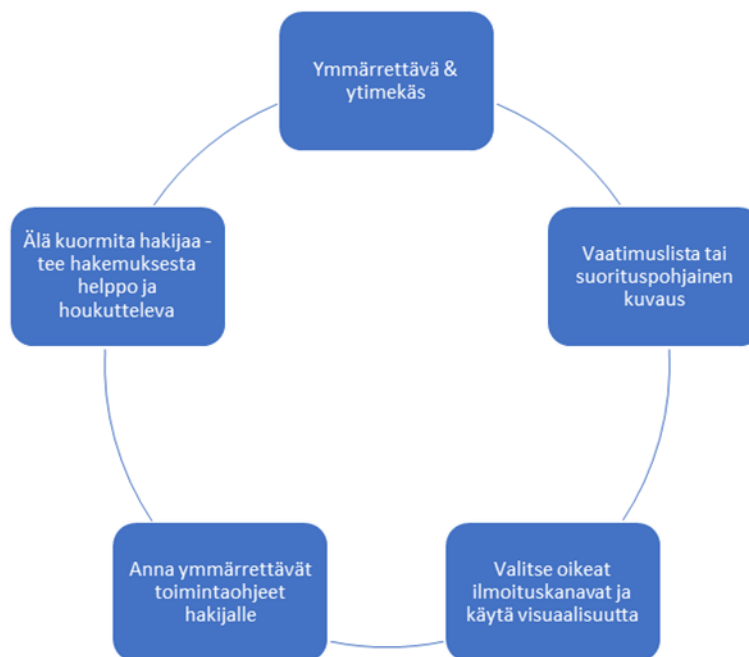 Ymmärrettävä &
ytimekäs
Vaatimuslista tai
suorituspohjainen
kuvaus
Valitse oikeat
ilmoituskanavat ja
käytä visuaalisuutta
Anna ymmärrettävät
toimintaohjeet
hakijalle
Älä kuormita hakijaa -
tee hakemuksesta
helppo ja
houkutteleva